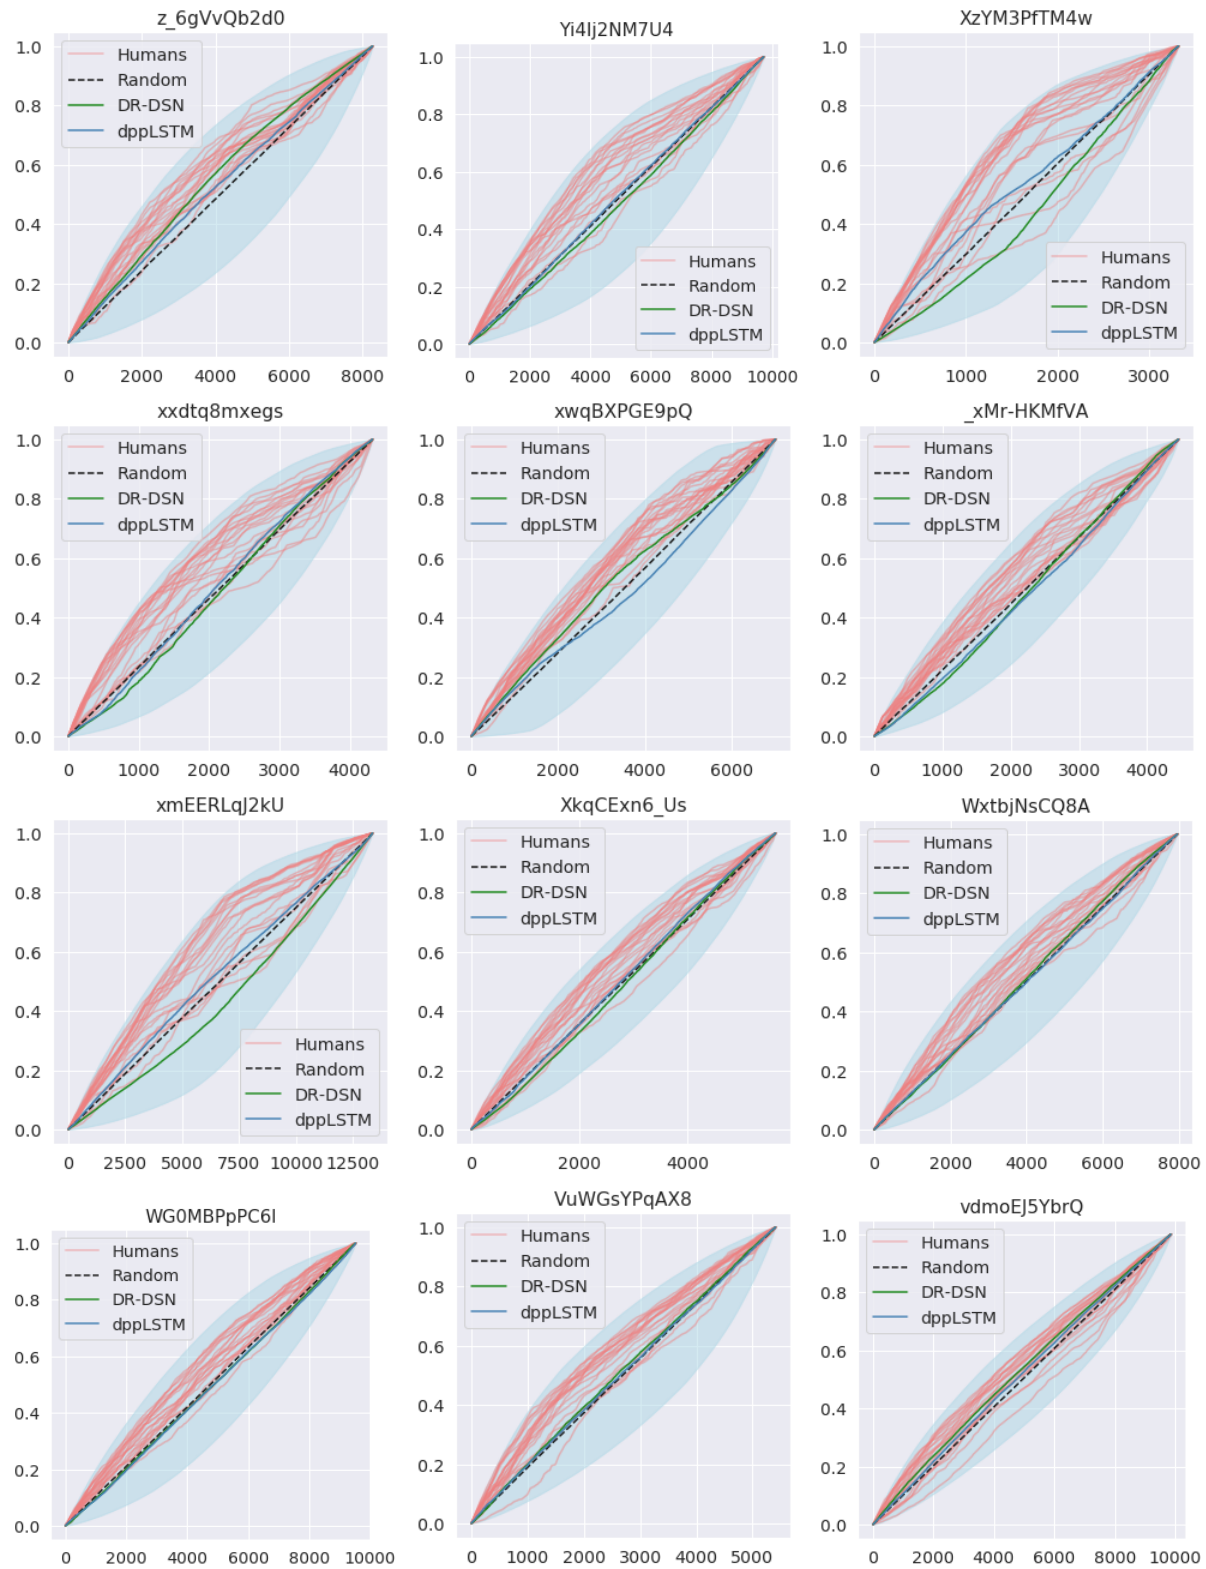 z_6gVvQb2d0
1.0
0.8
0.6
0.4
0.2
0.0
Humans
Random
DR-DSN
dppLSTM
0 2000 4000 6000 8000
Yi4Ij2NM7U4
1.0
0.8
0.6
0.4
0.2
0.0
Humans
Random
DR-DSN
dppLSTM
0 2000 4000 6000 8000 10000
XzYM3PfTM4w
1.0
0.8
0.6
0.4
0.2
0.0
Humans
Random
DR-DSN
dppLSTM
0 1000 2000 3000
xxdtq8mxegs
1.0
0.8
0.6
0.4
0.2
0.0
Humans
Random
DR-DSN
dppLSTM
0 1000 2000 3000 4000
xwqBXPGE9pQ
1.0
0.8
0.6
0.4
0.2
0.0
Humans
Random
DR-DSN
dppLSTM
0 2000 4000 6000
_xMr-HKMfVA
1.0
0.8
0.6
0.4
0.2
0.0
Humans
Random
DR-DSN
dppLSTM
0 1000 2000 3000 4000
xmEERLqJ2kU
1.0
0.8
0.6
0.4
0.2
0.0
Humans
Random
DR-DSN
dppLSTM
0 2500 5000 7500 10000 12500
XkqCExn6_Us
1.0
0.8
0.6
0.4
0.2
0.0
Humans
Random
DR-DSN
dppLSTM
0 2000 4000
WxtbjNsCQ8A
1.0
0.8
0.6
0.4
0.2
0.0
Humans
Random
DR-DSN
dppLSTM
0 2000 4000 6000 8000
WG0MBPpPC6I
1.0
0.8
0.6
0.4
0.2
0.0
Humans
Random
DR-DSN
dppLSTM
0 2000 4000 6000 8000 10000
VuWGsYPqAX8
1.0
0.8
0.6
0.4
0.2
0.0
Humans
Random
DR-DSN
dppLSTM
0 1000 2000 3000 4000 5000
vdmoEJ5YbrQ
1.0
0.8
0.6
0.4
0.2
0.0
Humans
Random
DR-DSN
dppLSTM
0 2000 4000 6000 8000 10000